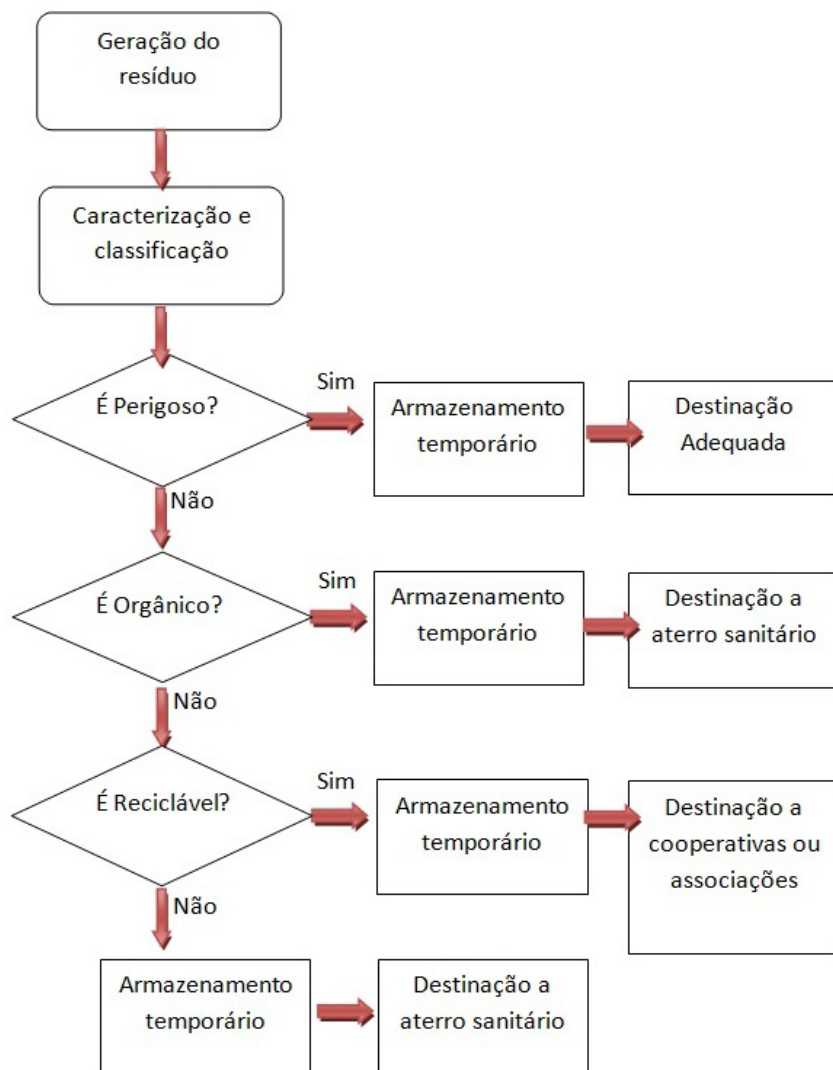 Geração do
resíduo
Caracterização e
classificação
É Perigoso?
Sim
Armazenamento
temporário
Destinação
Adequada
Não
É Orgânico?
Sim
Armazenamento
temporário
Destinação a
aterro sanitário
Não
É Reciclável?
Sim
Armazenamento
temporário
Destinação a
cooperativas ou
associações
Não
Armazenamento
temporário
Destinação a
aterro sanitário